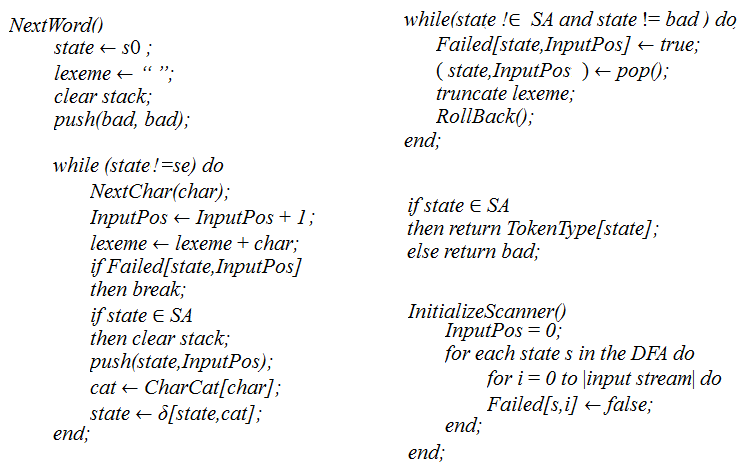 NextWord()
state ← s0 ;
lexeme ← “ ”;
clear stack;
push(bad, bad);
while (state!=se) do
NextChar(char);
InputPos ← InputPos + 1;
lexeme ← lexeme + char;
if Failed[state,InputPos]
then break;
if state ∈ SA
then clear stack;
push(state,InputPos);
cat ← CharCat[char];
state ← δ[state,cat];
end;
while(state !∈ SA and state != bad ) do
Failed[state,InputPos] ← true;
( state,InputPos ) ← pop();
truncate lexeme;
RollBack();
end;
if state ∈ SA
then return TokenType[state];
else return bad;
InitializeScanner()
InputPos = 0;
for each state s in the DFA do
for i = 0 to |input stream| do
Failed[s,i] ← false;
end;
end;